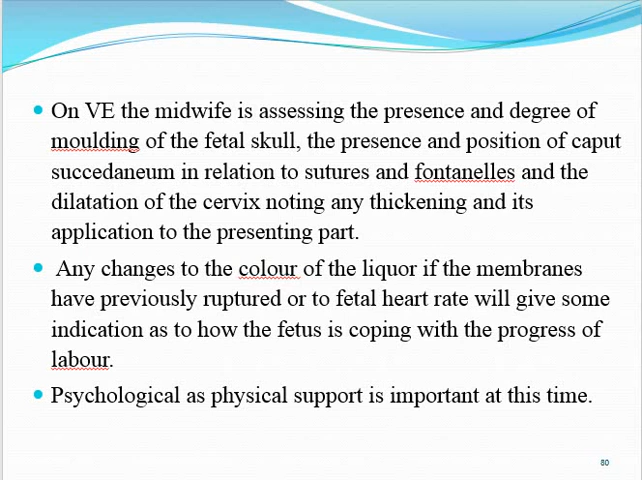 • On VE the midwife is assessing the presence and degree of
moulding of the fetal skull, the presence and position of caput
succedaneum in relation to sutures and fontanelles and the
dilatation of the cervix noting any thickening and its
application to the presenting part.
• Any changes to the colour of the liquor if the membranes
have previously ruptured or to fetal heart rate will give some
indication as to how the fetus is coping with the progress of
labour.
• Psychological as physical support is important at this time.
80